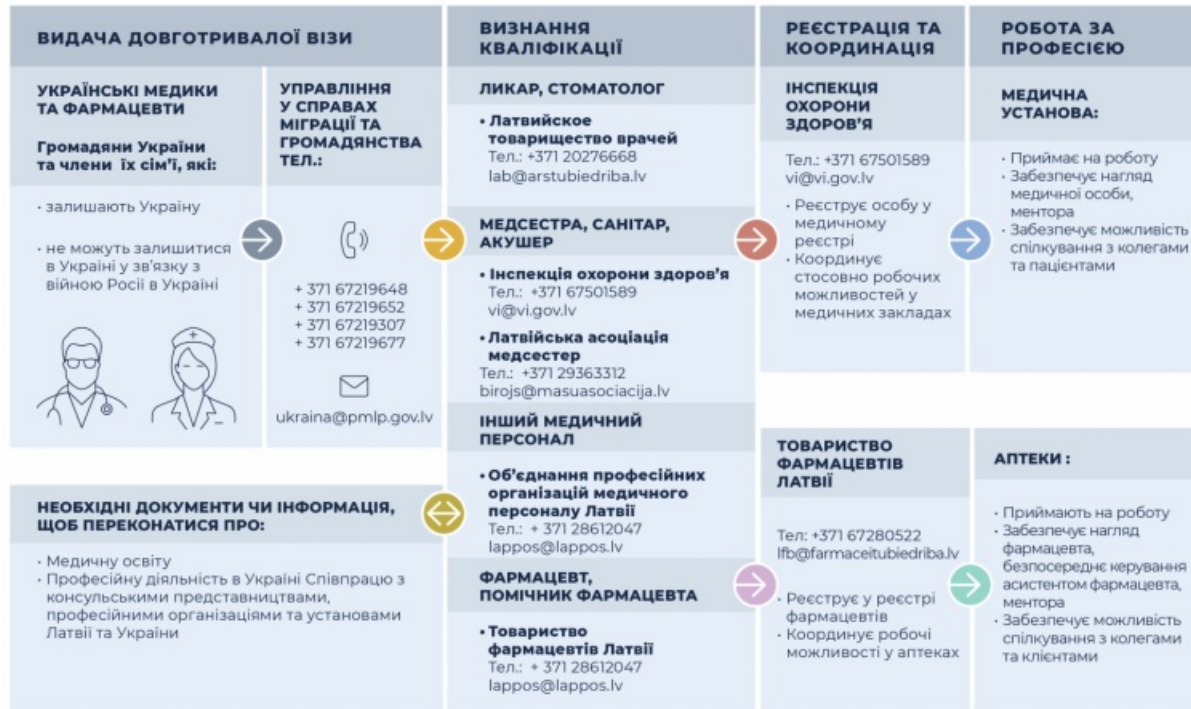 ВИДАЧА ДОВГОТРИВАЛОЇ ВІЗИ
УКРАЇНСЬКІ МЕДИКИ
ТА ФАРМАЦЕВТИ
Громадяни України
та члени їх сім’ї, які:
· залишають Україну
· не можуть залишитися
в Україні у зв’язку з
війною Росії в Україні
УПРАВЛІННЯ
У СПРАВАХ
МІГРАЦІЇ ТА
ГРОМАДЯНСТВА
ТЕЛ.:
+ 371 67219648
+ 371 67219652
+ 371 67219307
+ 371 67219677
ukraina@pmlp.gov.lv
НЕОБХІДНІ ДОКУМЕНТИ ЧИ ІНФОРМАЦІЯ,
ЩОБ ПЕРЕКОНАТИСЯ ПРО:
· Медичну освіту
· Професійну діяльність в Україні Співпрацю з
консульськими представництвами,
професійними організаціями та установами
Латвії та України
ВИЗНАННЯ
КВАЛІФІКАЦІЇ
ЛИКАР, СТОМАТОЛОГ
• Латвийское
товарищество врачей
Тел.: +371 20276668
lab@arstubiedriba.lv
МЕДСЕСТРА, САНІТАР,
АКУШЕР
• Інспекція охорони здоров’я
Тел.: +371 67501589
vi@vi.gov.lv
• Латвійська асоціація
медсестер
Тел.: +371 29363312
birojs@masuasociacija.lv
ІНШИЙ МЕДИЧНИЙ
ПЕРСОНАЛ
• Об’єднання професійних
організацій медичного
персоналу Латвії
Тел.: + 371 28612047
lappos@lappos.lv
ФАРМАЦЕВТ,
ПОМІЧНИК ФАРМАЦЕВТА
• Товариство
фармацевтів Латвії
Тел.: + 371 28612047
lappos@lappos.lv
РЕЄСТРАЦІЯ ТА
КООРДИНАЦІЯ
ІНСПЕКЦІЯ
ОХОРОНИ
ЗДОРОВ’Я
Тел.: +371 67501589
vi@vi.gov.lv
· Реєструє особу у
медичному
реєстрі
· Координує
стосовно робочих
можливостей у
медичних закладах
ТОВАРИСТВО
ФАРМАЦЕВТІВ
ЛАТВІЇ
Тел: +371 67280522
lfb@farmaceitubiedriba.lv
· Реєструє у реєстрі
фармацевтів
· Координує робочі
можливості у аптеках
РОБОТА ЗА
ПРОФЕСІЄЮ
МЕДИЧНА
УСТАНОВА:
· Приймає на роботу
· Забезпечує нагляд
медичної особи,
ментора
· Забезпечує можливість
спілкування з колегами
та пацієнтами
АПТЕКИ :
· Приймають на роботу
· Забезпечує нагляд
фармацевта,
безпосереднє керування
асистентом фармацевта,
ментора
· Забезпечує можливість
спілкування з колегами
та клієнтами